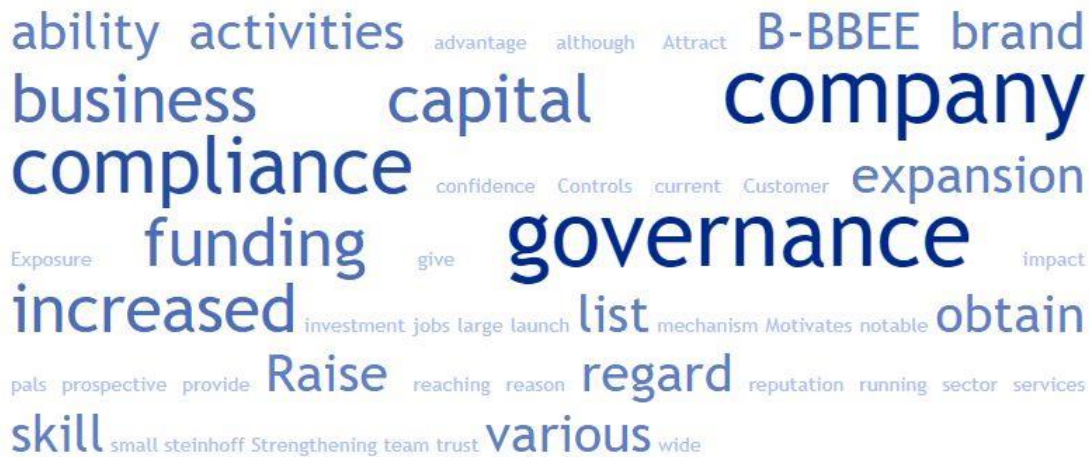 ability activities advantage although Attract B-BBEE brand
business capital company
compliance confidence Controls current Customer expansion
Exposure funding give governance impact
increased investment jobs large launch list mechanism Motivates notable obtain
pals prospective provide Raise reaching reason regard reputation running sector services
skill small steinhoff Strengthening team trust various wide